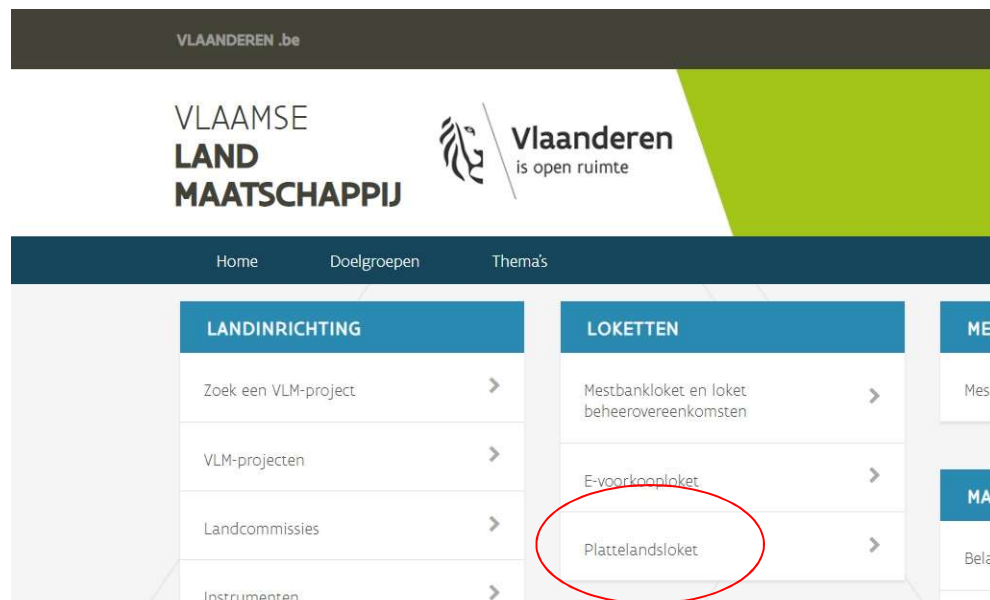 VLAANDEREN .be
VLAAMSE
LAND
MAATSCHAPPIJ
Vlaanderen
is open ruimte
Home Doelgroepen Thema's
LANDINRICHTING
Zoek een VLM-project
VLM-projecten
Landcommissies
Instrumenten
LOKETTEN
Mestbankloket en loket
beheerovereenkomsten
E-voorkooploket
Plattelandsloket
ME
Mes
MA
Bela